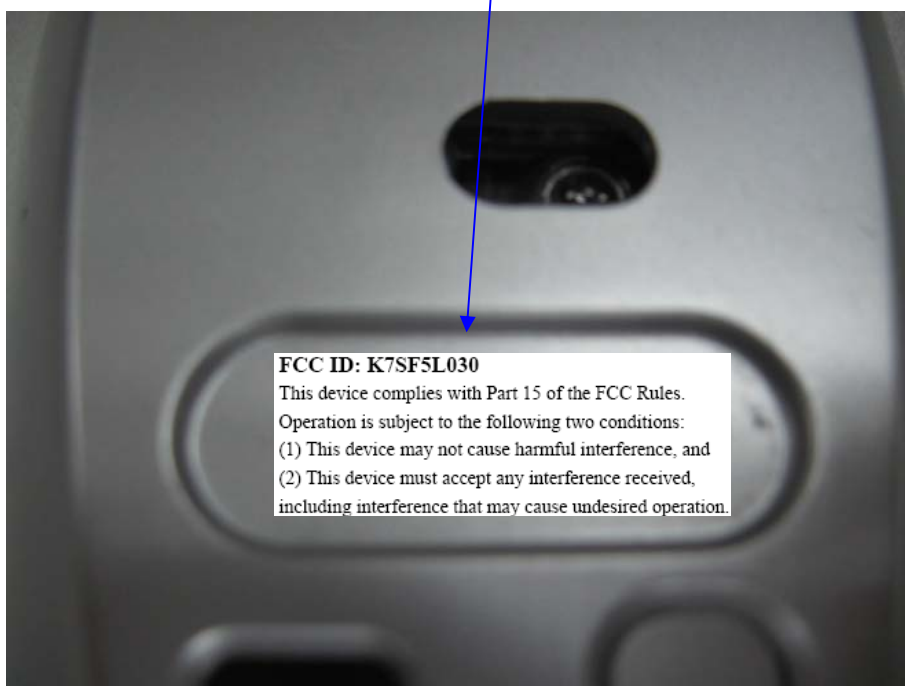 FCC ID: K7SF5L030
This device complies with Part 15 of the FCC Rules.
Operation is subject to the following two conditions:
(1) This device may not cause harmful interference, and
(2) This device must accept any interference received,
including interference that may cause undesired operation.